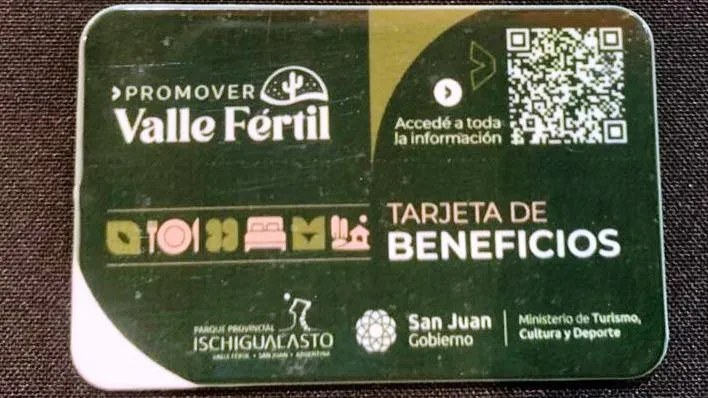 >PROMOVER
Valle Fértil
Accedé a toda
la información
TARJETA DE
BENEFICIOS
PARQUE PROVINCIAL
ISCHIGUALASTO
VALLE FÉRTIL • SAN JUAN • ARGENTINA
San Juan
Gobierno
Ministerio de Turismo,
Cultura y Deporte